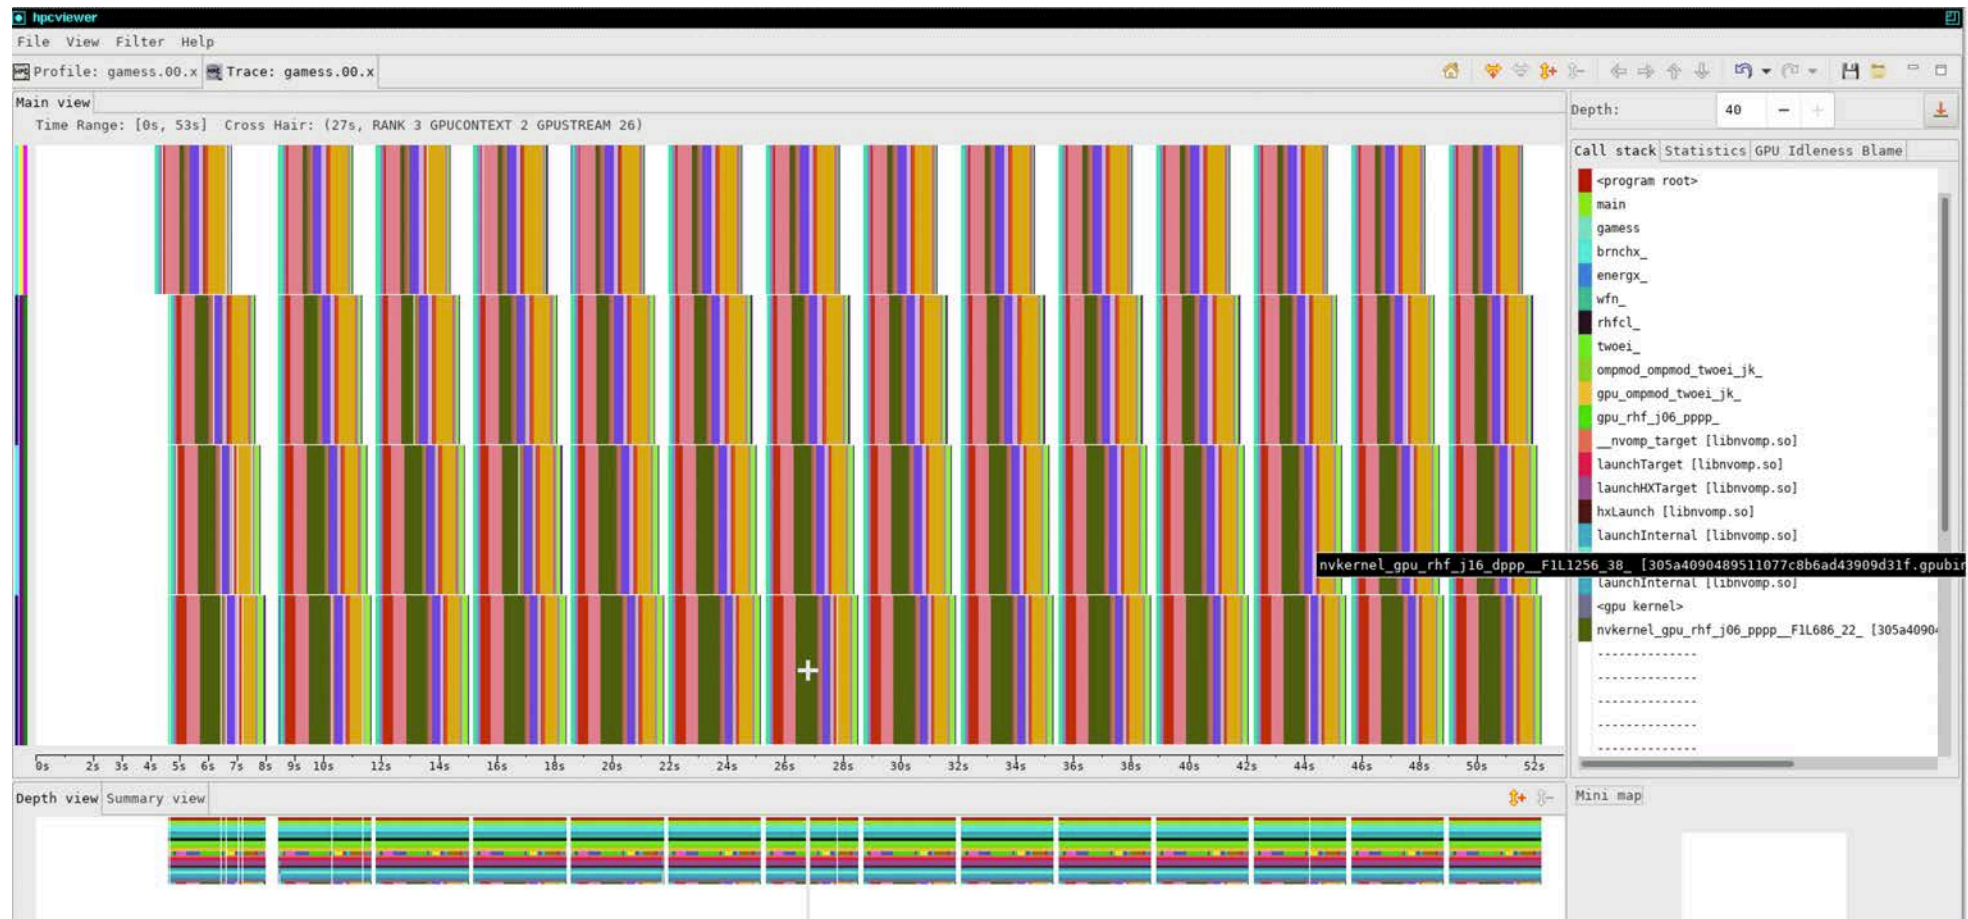 hpcviewer
File View Filter Help
Profile: gamess.00.x Trace: gamess.00.x
Main view
Time Range: [0s, 53s] Cross Hair: (27s, RANK 3 GPUCONTEXT 2 GPUSTREAM 26)
Depth: 40 − +
Call stack Statistics GPU Idleness Blame
<program root>
main
gamess
brnchx_
energx_
wfn_
rhfcl_
twoei_
ompmod_ompmod_twoei_jk_
gpu_ompmod_twoei_jk_
gpu_rhf_j06_pppp_
__nvomp_target [libnvomp.so]
launchTarget [libnvomp.so]
launchHXTarget [libnvomp.so]
hxLaunch [libnvomp.so]
launchInternal [libnvomp.so]
nvkernel_gpu_rhf_j16_dppp__F1L1256_38_ [305a4090489511077c8b6ad43909d31f.gpubin
launchInternal [libnvomp.so]
<gpu kernel>
nvkernel_gpu_rhf_j06_pppp__F1L686_22_ [305a4090
--------------
--------------
--------------
--------------
--------------
0s 2s 3s 4s 5s 6s 7s 8s 9s 10s 12s 14s 16s 18s 20s 22s 24s 26s 28s 30s 32s 34s 36s 38s 40s 42s 44s 46s 48s 50s 52s
Depth view Summary view
Mini map